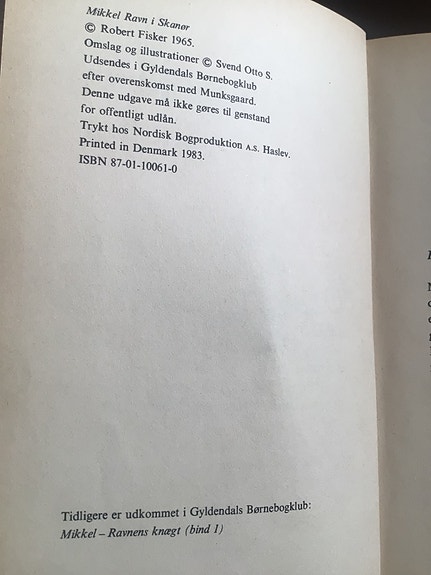 Mikkel Ravn i Skanør
© Robert Fisker 1965.
Omslag og illustrationer © Svend Otto S.
Udsendes i Gyldendals Børnebogklub
efter overenskomst med Munksgaard.
Denne udgave må ikke gøres til genstand
for offentligt udlån.
Trykt hos Nordisk Bogproduktion A.S. Haslev.
Printed in Denmark 1983.
ISBN 87-01-10061-0
Tidligere er udkommet i Gyldendals Børnebogklub:
Mikkel – Ravnens knægt (bind 1)